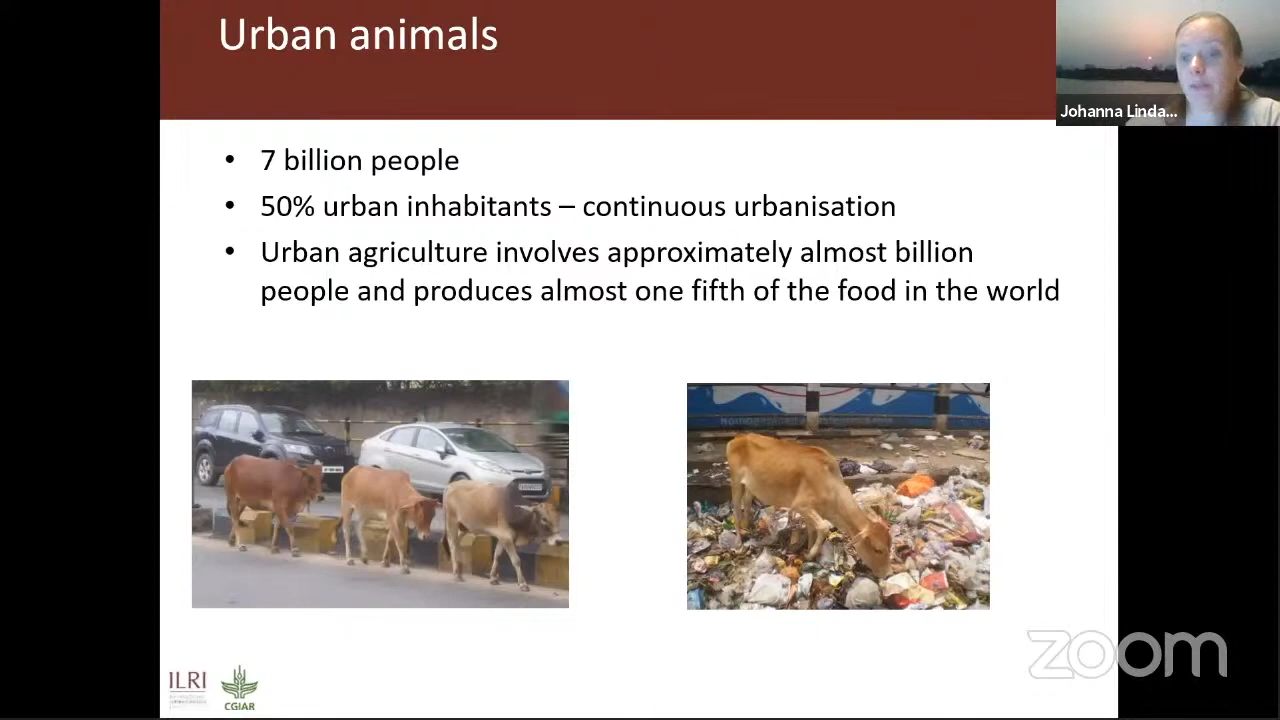 Urban animals
Johanna Linda...
• 7 billion people
• 50% urban inhabitants – continuous urbanisation
• Urban agriculture involves approximately almost billion
people and produces almost one fifth of the food in the world
ILRI
CGIAR
zoom